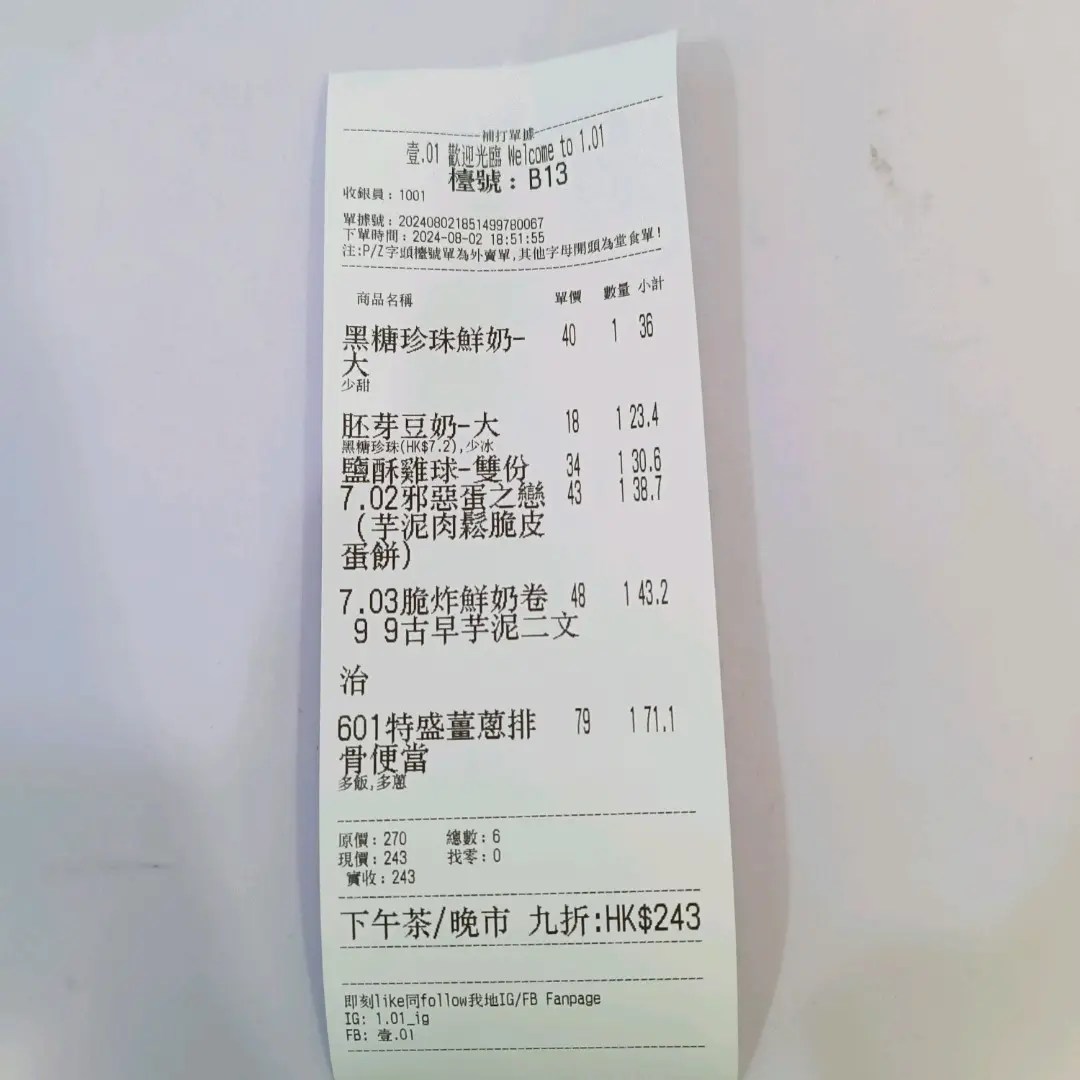 補打單據
壹.01 歡迎光臨 Welcome to 1.01
檯號：B13
收銀員：1001
單據號：202408021851499780067
下單時間：2024-08-02 18:51:55
注:P/Z字頭檯號單為外賣單,其他字母開頭為堂食單！
商品名稱 單價 數量 小計
黑糖珍珠鮮奶- 40 1 36
大
少甜
胚芽豆奶-大 18 1 23.4
黑糖珍珠(HK$7.2),少冰
鹽酥雞球-雙份 34 1 30.6
7.02邪惡蛋之戀 43 1 38.7
(芋泥肉鬆脆皮
蛋餅)
7.03脆炸鮮奶卷 48 1 43.2
9 9古早芋泥二文
治
601特盛薑蔥排 79 1 71.1
骨便當
多飯,多蔥
原價：270 總數：6
現價：243 找零：0
實收：243
下午茶/晚市 九折:HK$243
即刻like同follow我地IG/FB Fanpage
IG: 1.01_ig
FB: 壹.01